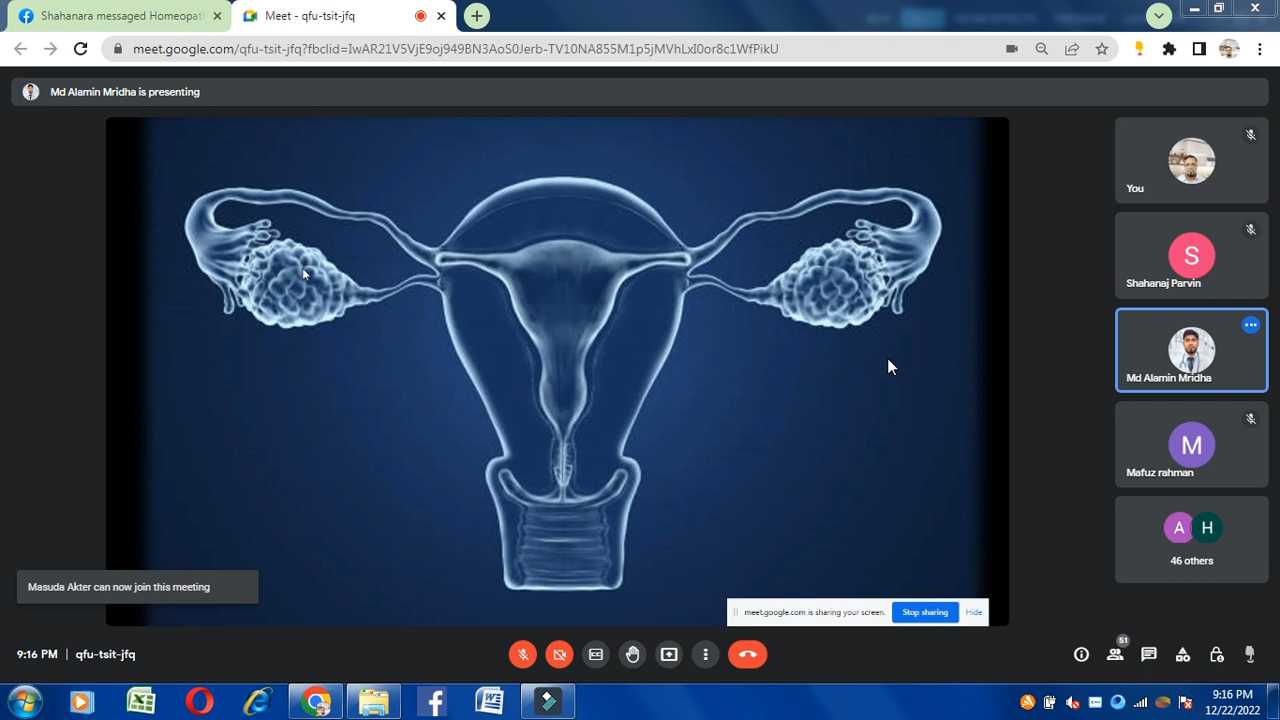 Shahanara messaged Homeopat
Meet - qfu-tsit-jfq
meet.google.com/qfu-tsit-jfq?fbclid=IwAR21V5VjE9oj949BN3AoS0Jerb-TV10NA855M1p5jMVhLxI0or8c1WfPikU
Md Alamin Mridha is presenting
You
S
Shahanaj Parvin
Md Alamin Mridha
M
Mafuz rahman
A H
46 others
Masuda Akter can now join this meeting
meet.google.com is sharing your screen. Stop sharing Hide
9:16 PM | qfu-tsit-jfq
51
9:16 PM
12/22/2022